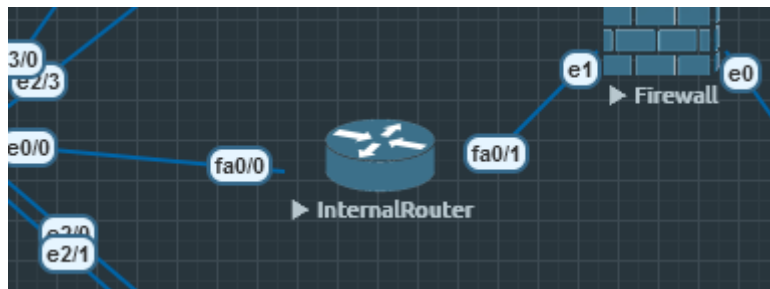 3/0
e2/3
e1
e0
Firewall
e0/0
fa0/0
fa0/1
InternalRouter
e2/0
e2/1